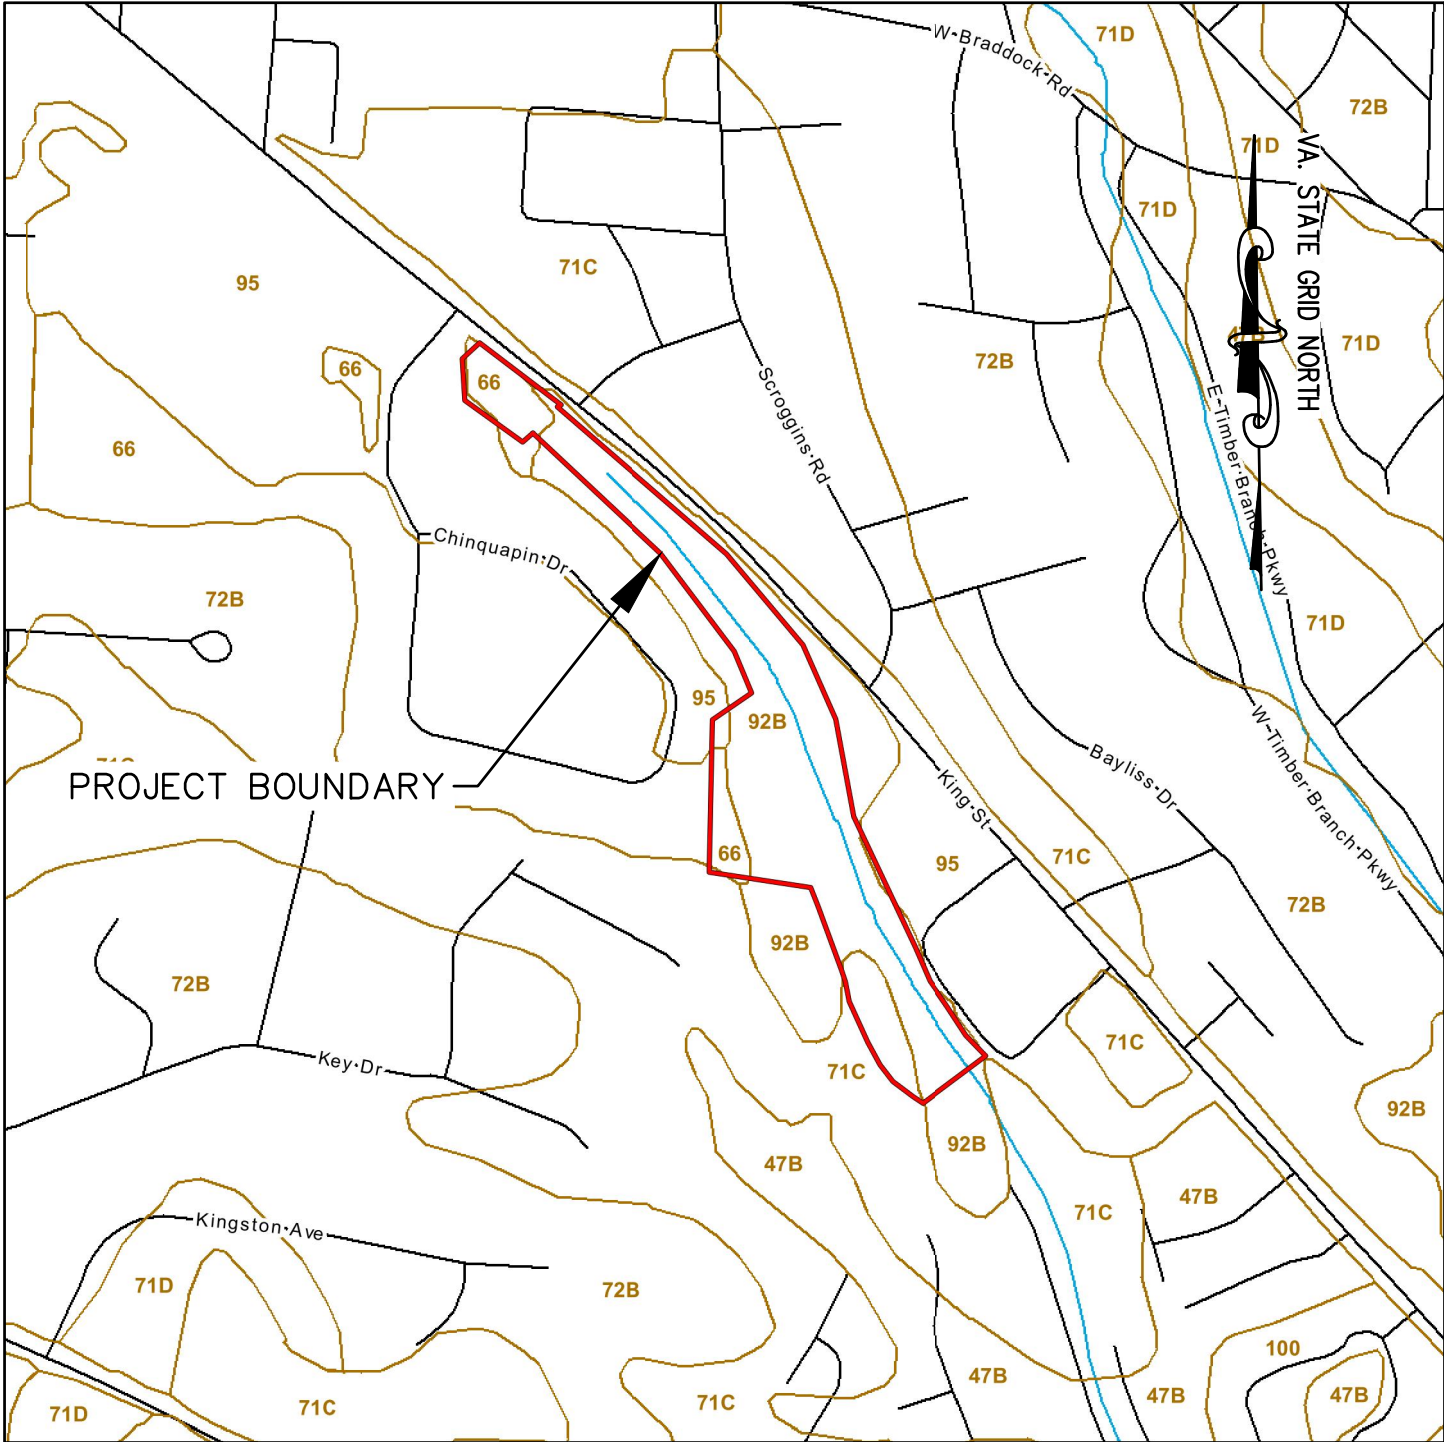 W-Braddock-Rd
71D
72B
71D
VA. STATE GRID NORTH
71D
71C
95
47B
71D
72B
66
66
Scroggins-Rd
E-Timber-Branch-Pkwy
66
Chinquapin-Dr
72B
71D
95
92B
W-Timber-Branch-Pkwy
Bayliss-Dr
PROJECT BOUNDARY
King-St
66
95
71C
72B
92B
72B
71C
Key-Dr
71C
92B
92B
47B
47B
71C
Kingston-Ave
71D
72B
100
47B
47B
47B
71C
71C
71D